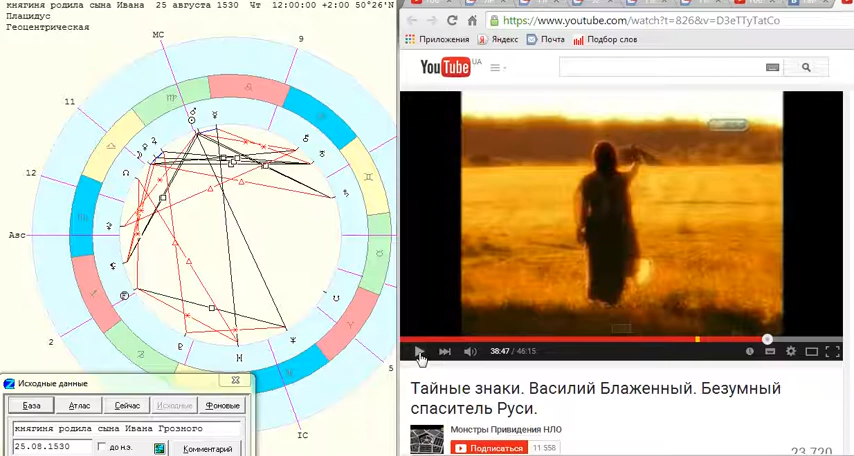 княгиня родила сына Ивана 25 августа 1530 Чт 12:00:00 +2:00 50°26'N
Плацидус
Геоцентрическая
MC
9
11
12
Asc
2
5
IC
Исходные данные
База Атлас Сейчас Исходные Фоновые
княгиня родила сына Ивана Грозного
25.08.1530 до н.э. Комментарий
https://www.youtube.com/watch?t=826&v=D3eTTyTatCo
Приложения Яндекс Почта Подбор слов
YouTube UA
38:47 / 46:15
Тайные знаки. Василий Блаженный. Безумный
спаситель Руси.
Монстры Привидения НЛО
Подписаться 11 558
23 720